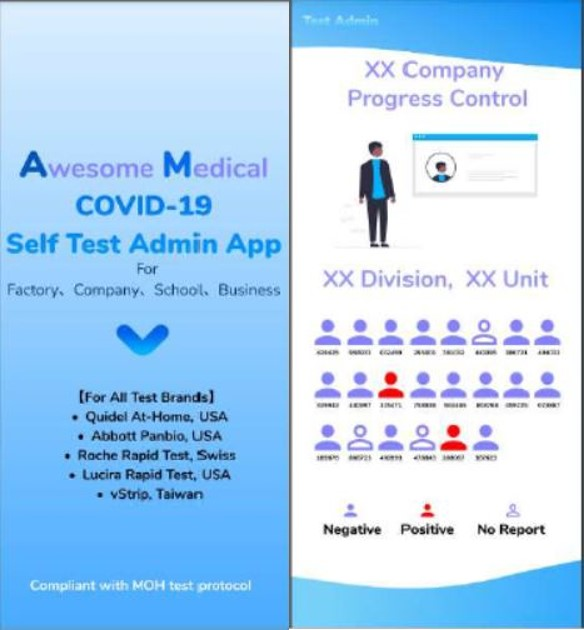 Awesome Medical
COVID-19
Self Test Admin App
For
Factory、Company、School、Business
【For All Test Brands】
• Quidel At-Home, USA
• Abbott Panbio, USA
• Roche Rapid Test, Swiss
• Lucira Rapid Test, USA
• vStrip, Taiwan
Compliant with MOH test protocol
Test Admin
XX Company
Progress Control
XX Division, XX Unit
Negative Positive No Report